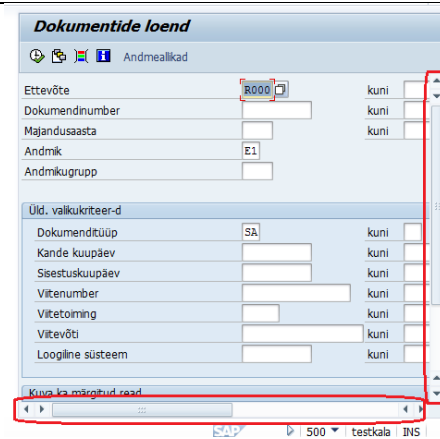 Dokumentide loend
Andmeallikad
Ettevõte R000 kuni
Dokumendinumber kuni
Majandusaasta kuni
Andmik E1
Andmikugrupp
Üld. valikukriteer-d
Dokumenditüüp SA kuni
Kande kuupäev kuni
Sisestuskuupäev kuni
Viitenumber kuni
Viitetoiming kuni
Viitevõti kuni
Loogiline süsteem kuni
Kuva ka märgitud read
SAP 500 testkala INS